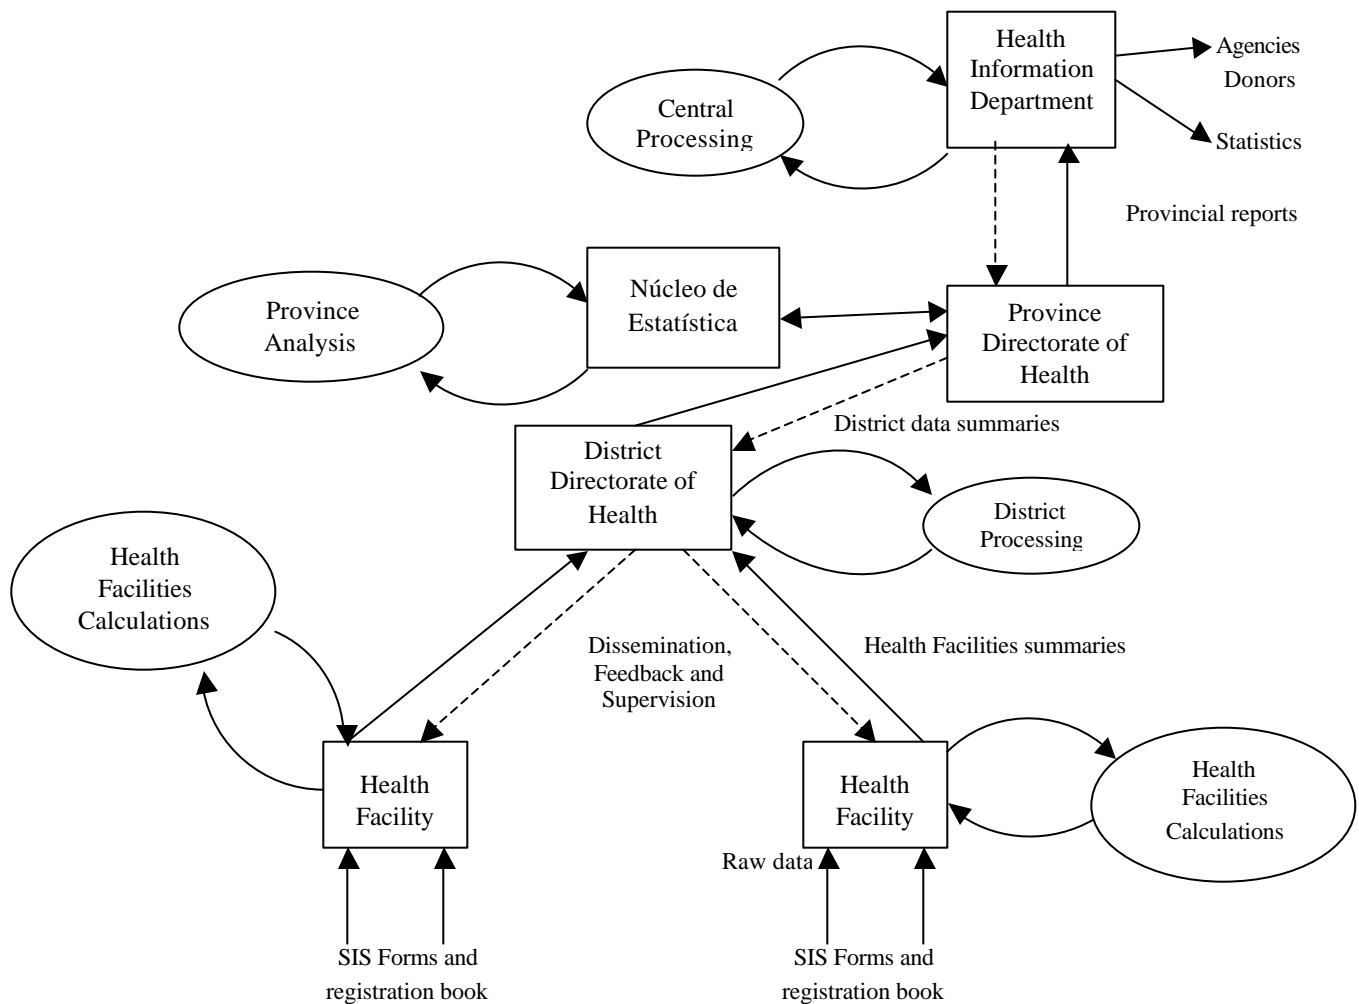 Health
Information
Department
Agencies
Donors
Statistics
Central
Processing
Provincial reports
Núcleo de
Estatística
Province
Analysis
Province
Directorate of
Health
District data summaries
District
Directorate of
Health
District
Processing
Health
Facilities
Calculations
Dissemination,
Feedback and
Supervision
Health Facilities summaries
Health
Facility
Health
Facility
Health
Facilities
Calculations
Raw data
SIS Forms and
registration book
SIS Forms and
registration book